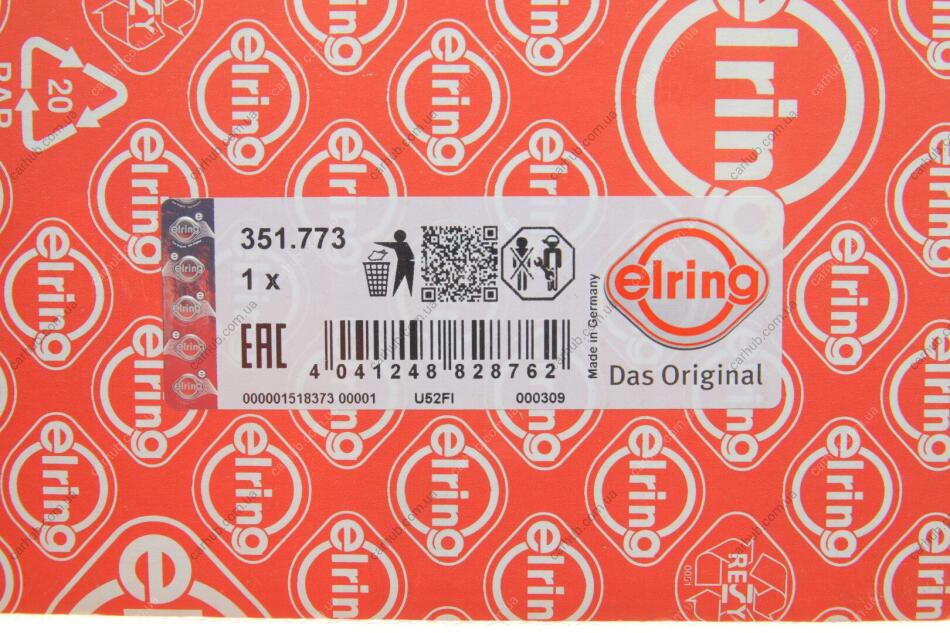 351.773
1 x
EAC
4 041248 828762
000001518373 00001 U52FI 000309
Made in Germany
elring
Das Original
elring
20
PAP
RESY
0051
carhub.com.ua